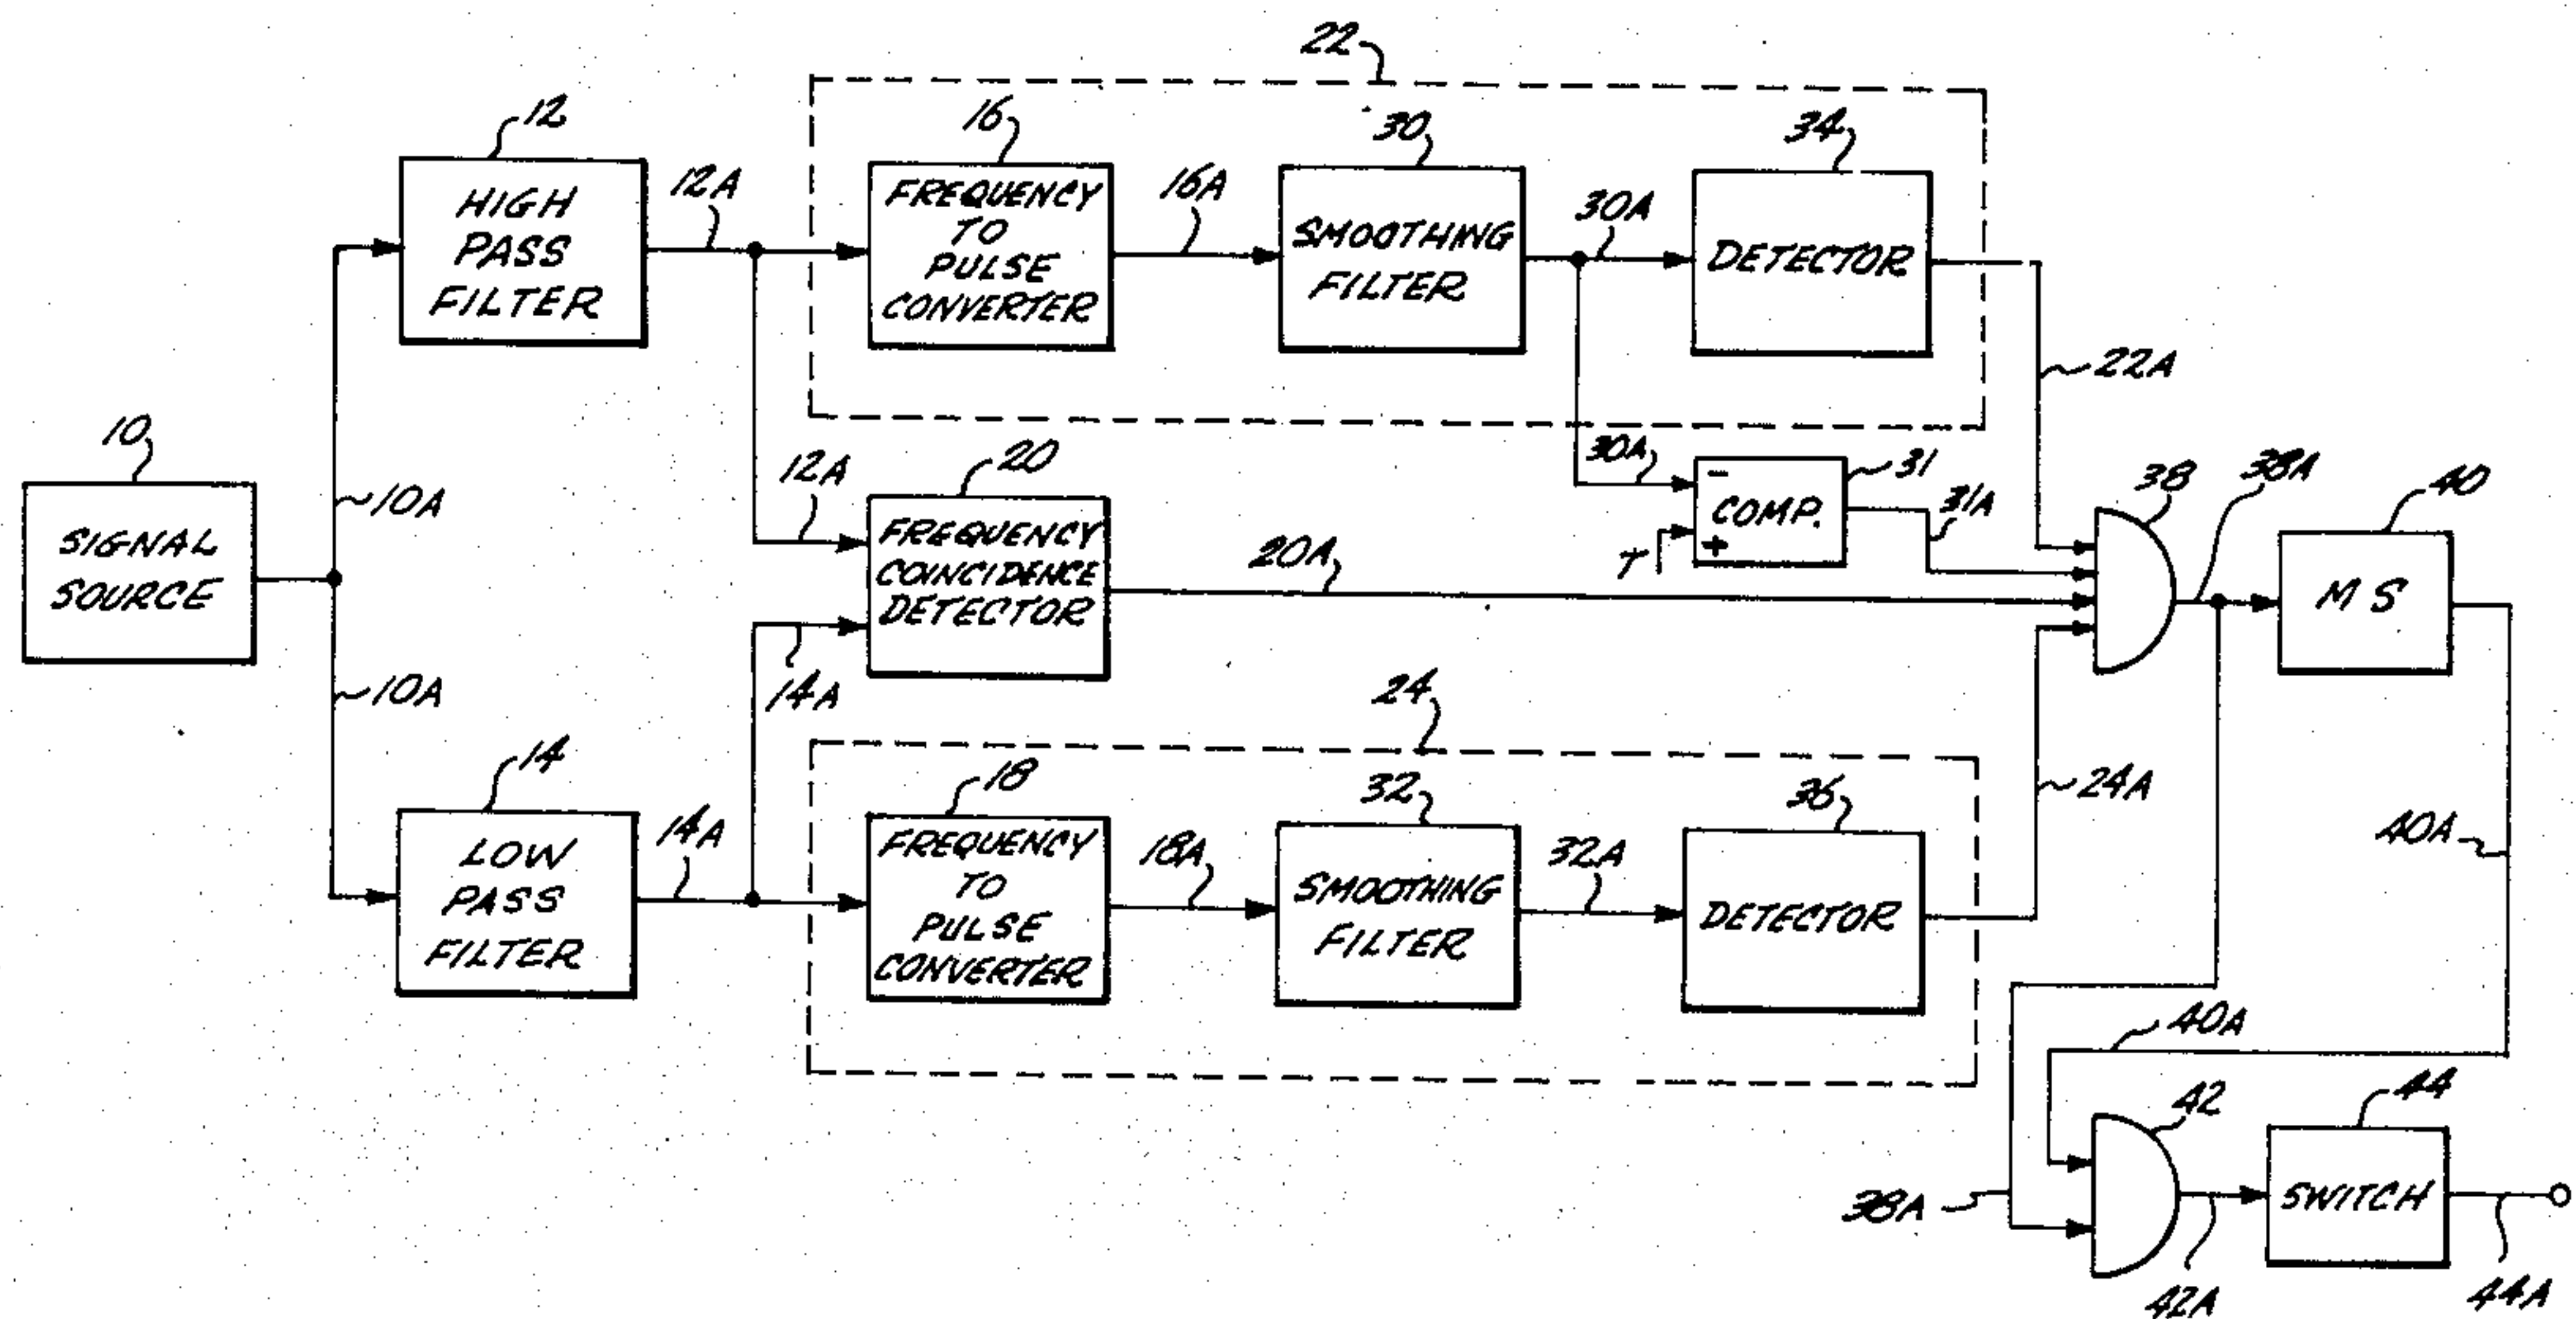 22
12
16
30
34
HIGH
PASS
FILTER
12A
FREQUENCY
TO
PULSE
CONVERTER
16A
SMOOTHING
FILTER
30A
DETECTOR
22A
10
SIGNAL
SOURCE
10A
10A
12A
20
FREQUENCY
COINCIDENCE
DETECTOR
14A
20A
30A
31
-
COMP.
+
T
31A
38
38A
40
MS
24
14
LOW
PASS
FILTER
14A
18
FREQUENCY
TO
PULSE
CONVERTER
18A
32
SMOOTHING
FILTER
32A
36
DETECTOR
24A
40A
40A
42
44
38A
SWITCH
42A
44A